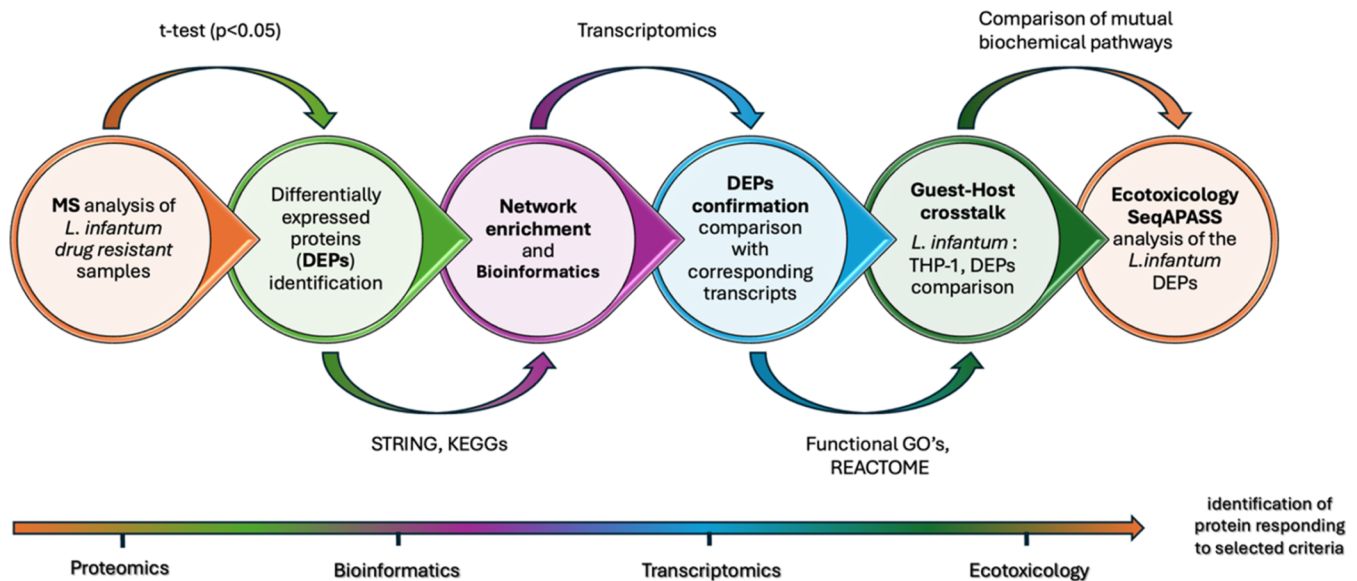 t-test (p<0.05)
Transcriptomics
Comparison of mutual
biochemical pathways
MS analysis of
L. infantum
drug resistant
samples
Differentially
expressed
proteins
(DEPs)
identification
Network
enrichment
and
Bioinformatics
DEPs
confirmation
comparison
with
corresponding
transcripts
Guest-Host
crosstalk
L. infantum :
THP-1, DEPs
comparison
Ecotoxicology
SeqAPASS
analysis of the
L.infantum
DEPs
STRING, KEGGs
Functional GO's,
REACTOME
identification of
protein responding
to selected criteria
Proteomics
Bioinformatics
Transcriptomics
Ecotoxicology